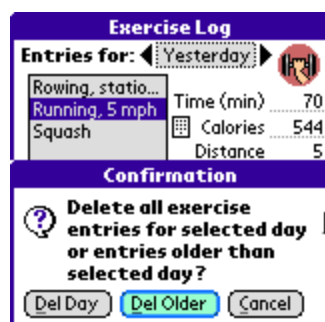 Exercise Log
Entries for: Yesterday
Rowing, statio...
Running, 5 mph
Squash
Time (min) 70
Calories 544
Distance 5
Confirmation
Delete all exercise
entries for selected day
or entries older than
selected day?
Del Day Del Older Cancel